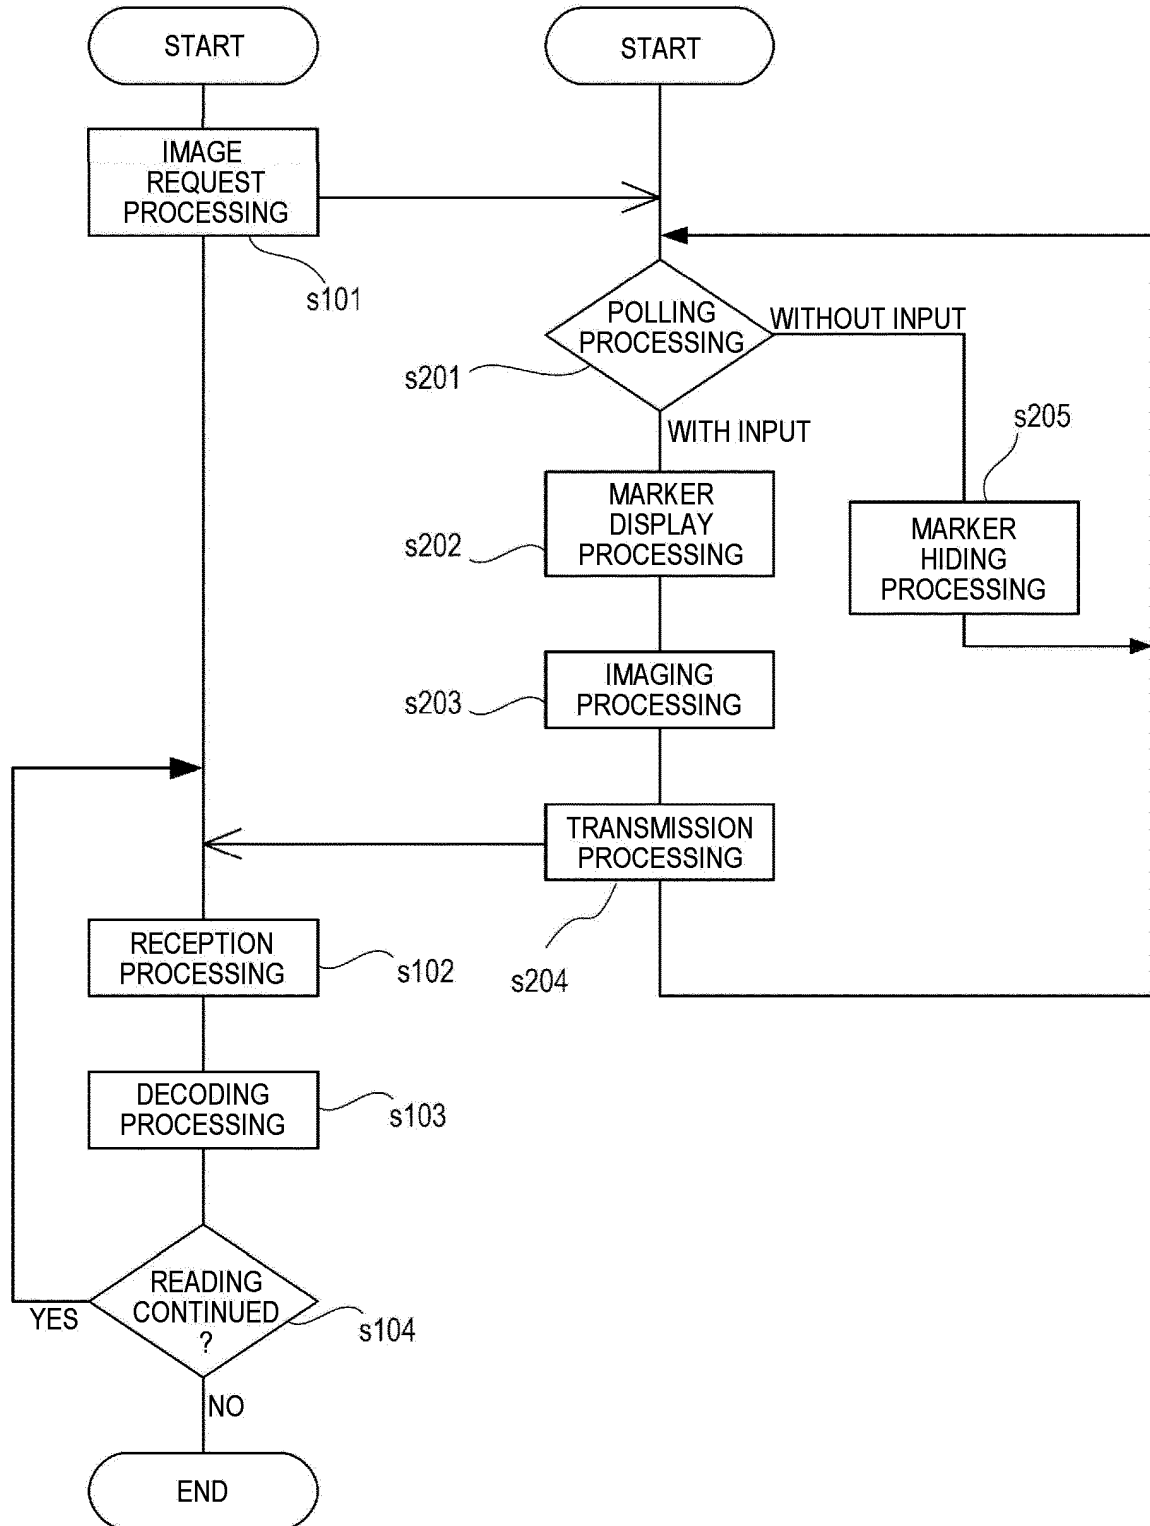 START
START
IMAGE
REQUEST
PROCESSING
s101
POLLING
PROCESSING
WITHOUT INPUT
s201
WITH INPUT
s205
MARKER
DISPLAY
PROCESSING
s202
MARKER
HIDING
PROCESSING
IMAGING
PROCESSING
s203
TRANSMISSION
PROCESSING
s204
RECEPTION
PROCESSING
s102
DECODING
PROCESSING
s103
READING
CONTINUED
?
YES
s104
NO
END